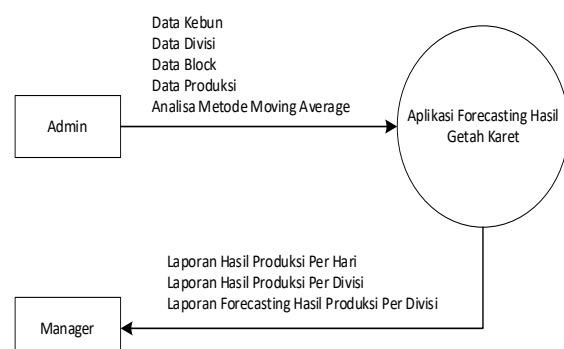 Data Kebun
Data Divisi
Data Block
Data Produksi
Analisa Metode Moving Average
Admin
Aplikasi Forecasting Hasil
Getah Karet
Laporan Hasil Produksi Per Hari
Laporan Hasil Produksi Per Divisi
Laporan Forecasting Hasil Produksi Per Divisi
Manager